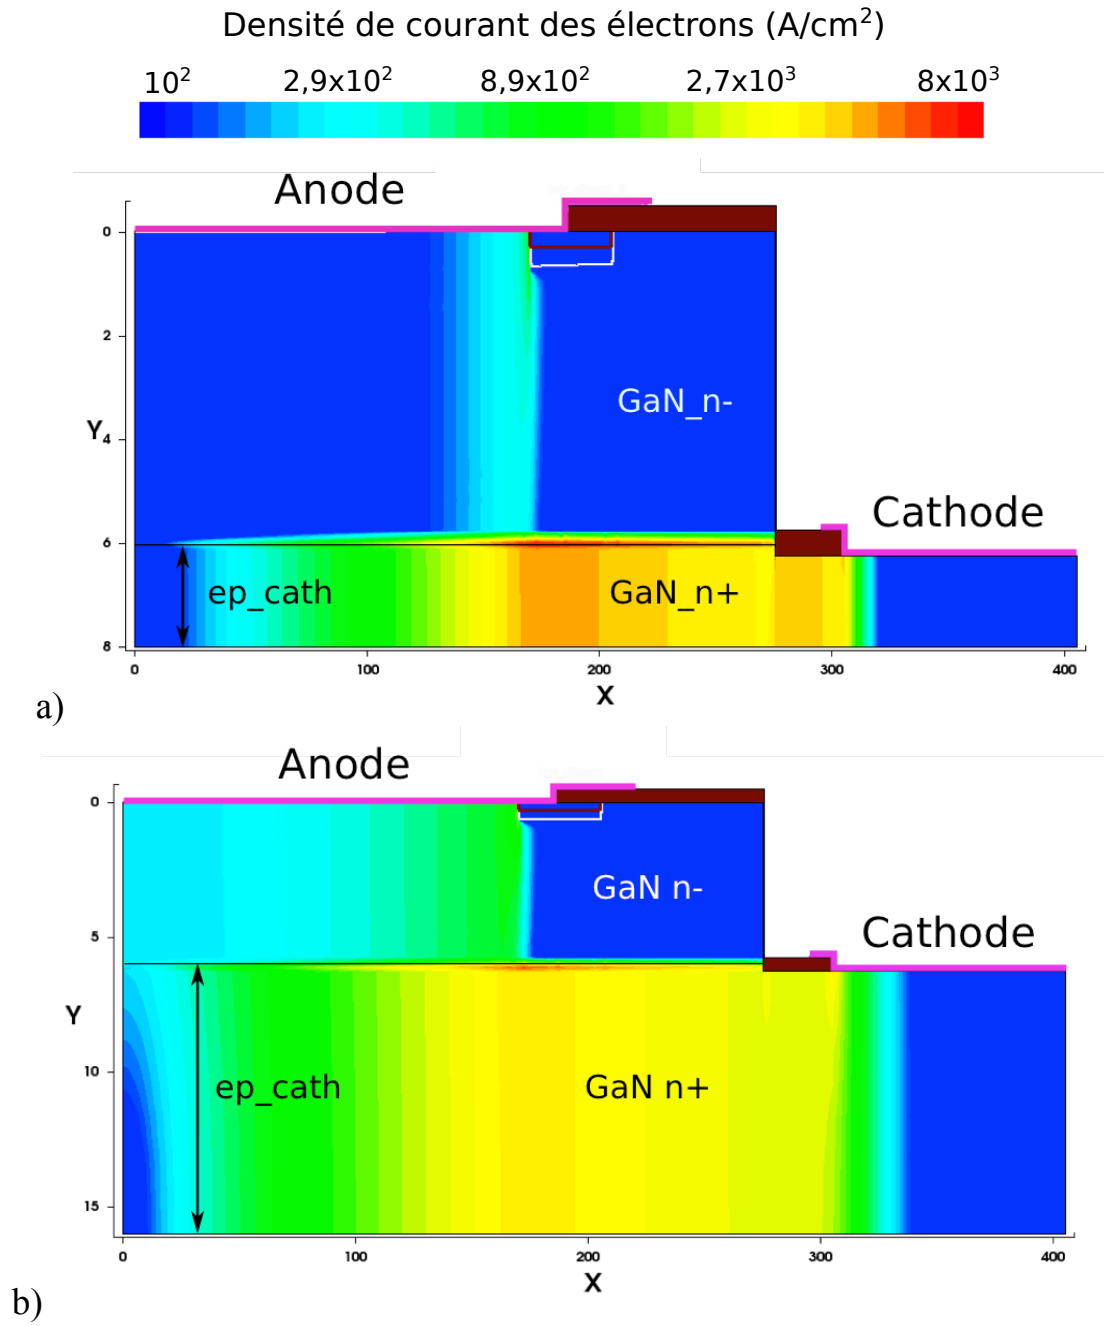 Densité de courant des électrons (A/cm²)
10² 2,9x10² 8,9x10² 2,7x10³ 8x10³
Anode
0
2
GaN_n-
Y
4
Cathode
6
ep_cath GaN_n+
8
0 100 200 300 400
X
a)
Anode
0
GaN n-
Cathode
5
Y
10
ep_cath GaN n+
15
0 100 200 300 400
X
b)